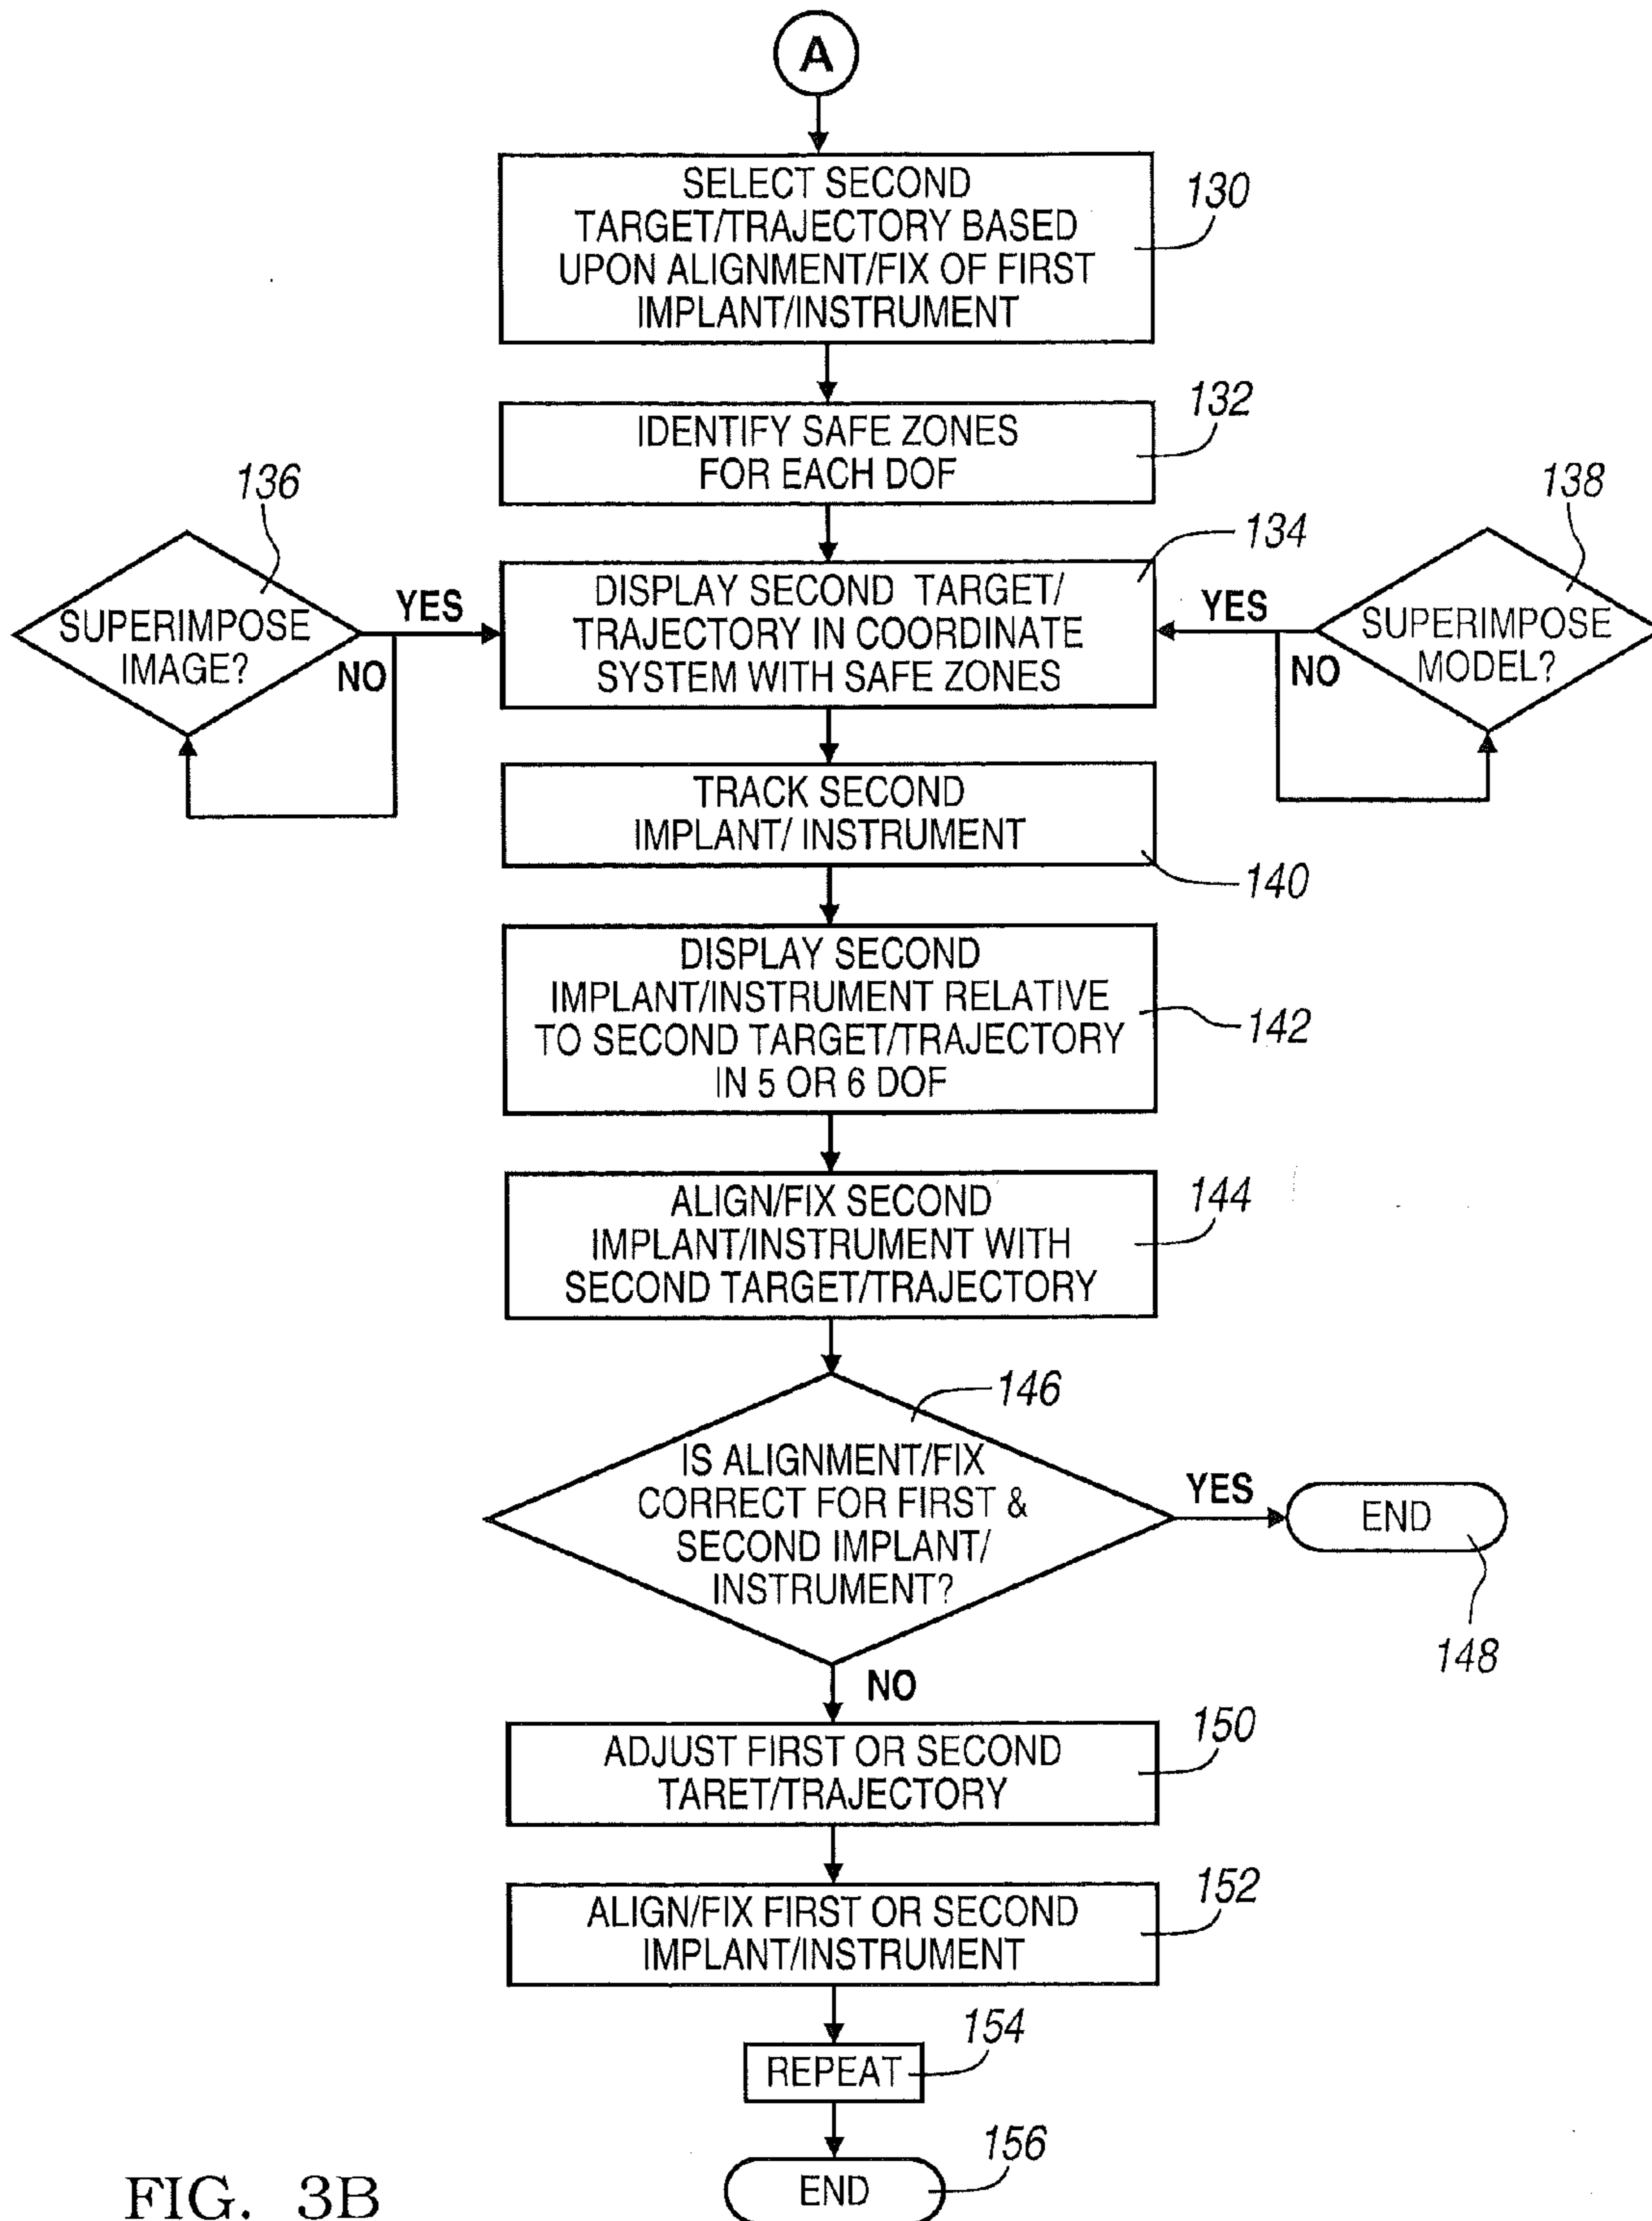 A
SELECT SECOND
TARGET/TRAJECTORY BASED
UPON ALIGNMENT/FIX OF FIRST
IMPLANT/INSTRUMENT
130
IDENTIFY SAFE ZONES
FOR EACH DOF
132
136
SUPERIMPOSE
IMAGE?
YES
NO
DISPLAY SECOND TARGET/
TRAJECTORY IN COORDINATE
SYSTEM WITH SAFE ZONES
134
138
YES
NO
SUPERIMPOSE
MODEL?
TRACK SECOND
IMPLANT/ INSTRUMENT
140
DISPLAY SECOND
IMPLANT/INSTRUMENT RELATIVE
TO SECOND TARGET/TRAJECTORY
IN 5 OR 6 DOF
142
ALIGN/FIX SECOND
IMPLANT/INSTRUMENT WITH
SECOND TARGET/TRAJECTORY
144
146
IS ALIGNMENT/FIX
CORRECT FOR FIRST &
SECOND IMPLANT/
INSTRUMENT?
YES
END
148
NO
ADJUST FIRST OR SECOND
TARET/TRAJECTORY
150
ALIGN/FIX FIRST OR SECOND
IMPLANT/INSTRUMENT
152
REPEAT
154
END
156
FIG. 3B